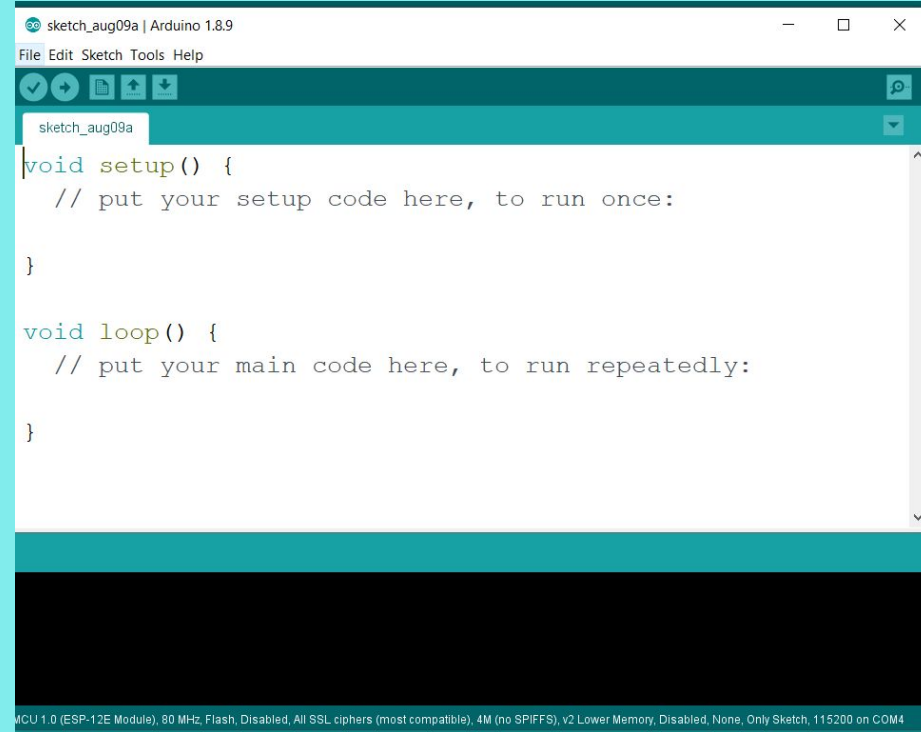 sketch_aug09a | Arduino 1.8.9
File Edit Sketch Tools Help
sketch_aug09a
void setup() {
  // put your setup code here, to run once:
}
void loop() {
  // put your main code here, to run repeatedly:
}
MCU 1.0 (ESP-12E Module), 80 MHz, Flash, Disabled, All SSL ciphers (most compatible), 4M (no SPIFFS), v2 Lower Memory, Disabled, None, Only Sketch, 115200 on COM4